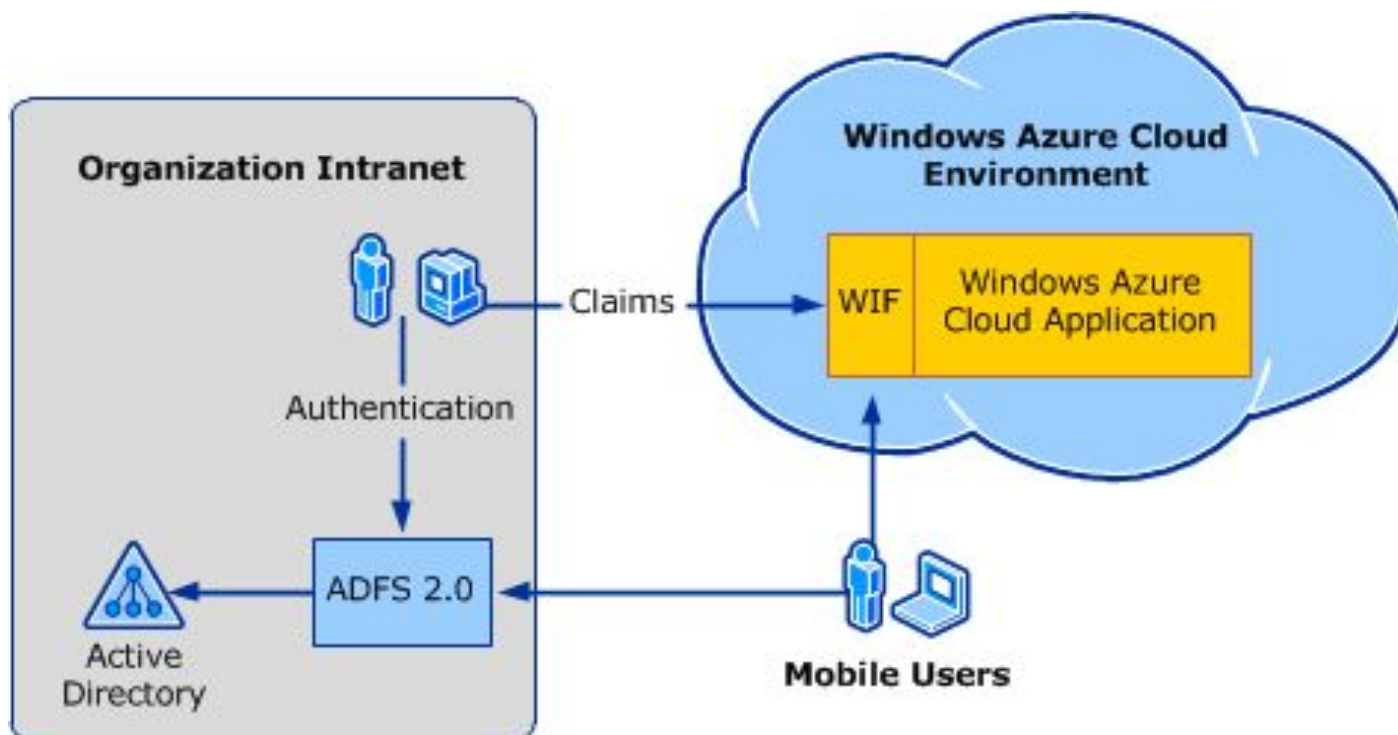 Organization Intranet
Windows Azure Cloud
Environment
Claims
WIF
Windows Azure
Cloud Application
Authentication
ADFS 2.0
Active
Directory
Mobile Users